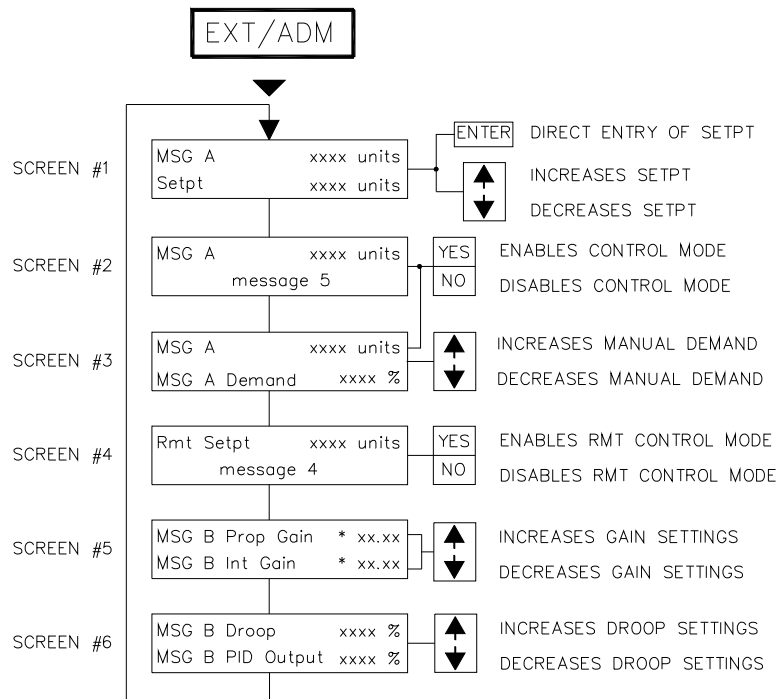 EXT/ADM
SCREEN #1
MSG A xxxx units
Setpt xxxx units
ENTER DIRECT ENTRY OF SETPT
INCREASES SETPT
DECREASES SETPT
SCREEN #2
MSG A xxxx units
message 5
YES ENABLES CONTROL MODE
NO DISABLES CONTROL MODE
SCREEN #3
MSG A xxxx units
MSG A Demand xxxx %
INCREASES MANUAL DEMAND
DECREASES MANUAL DEMAND
SCREEN #4
Rmt Setpt xxxx units
message 4
YES ENABLES RMT CONTROL MODE
NO DISABLES RMT CONTROL MODE
SCREEN #5
MSG B Prop Gain * xx.xx
MSG B Int Gain * xx.xx
INCREASES GAIN SETTINGS
DECREASES GAIN SETTINGS
SCREEN #6
MSG B Droop xxxx %
MSG B PID Output xxxx %
INCREASES DROOP SETTINGS
DECREASES DROOP SETTINGS